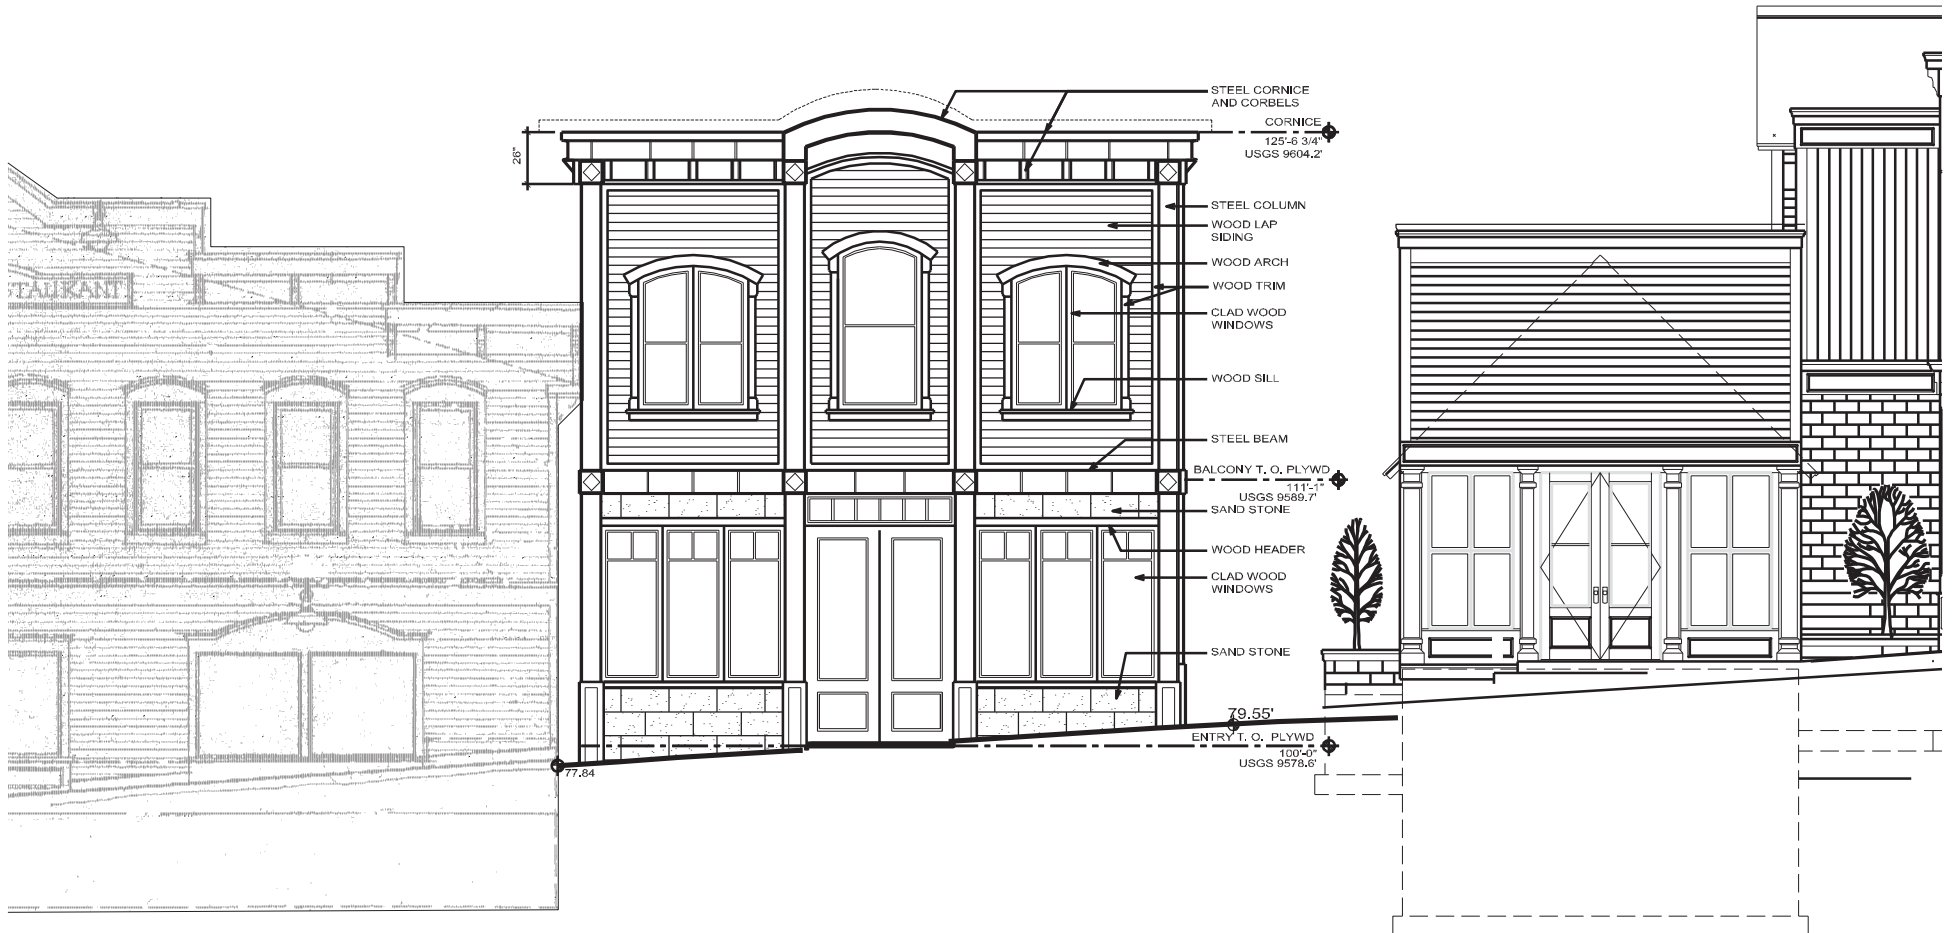 STEEL CORNICE
AND CORBELS
CORNICE
125'-6 3/4"
USGS 9604.2'
26"
STEEL COLUMN
WOOD LAP
SIDING
WOOD ARCH
WOOD TRIM
CLAD WOOD
WINDOWS
WOOD SILL
STEEL BEAM
BALCONY T. O. PLYWD
111'-1"
USGS 9589.7'
SAND STONE
WOOD HEADER
CLAD WOOD
WINDOWS
SAND STONE
79.55'
ENTRY T. O. PLYWD
100'-0"
USGS 9578.6'
77.84